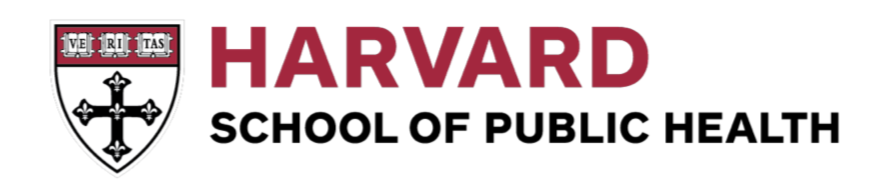 VE RI TAS
HARVARD
SCHOOL OF PUBLIC HEALTH